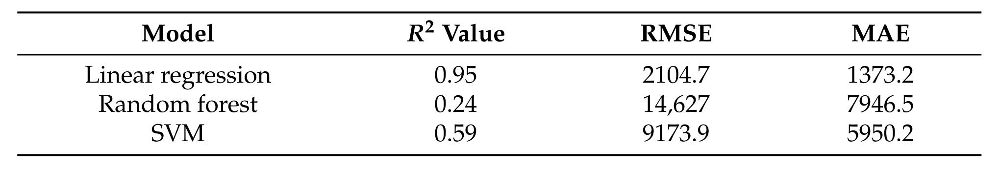 Model R² Value RMSE MAE
Linear regression 0.95 2104.7 1373.2
Random forest 0.24 14,627 7946.5
SVM 0.59 9173.9 5950.2